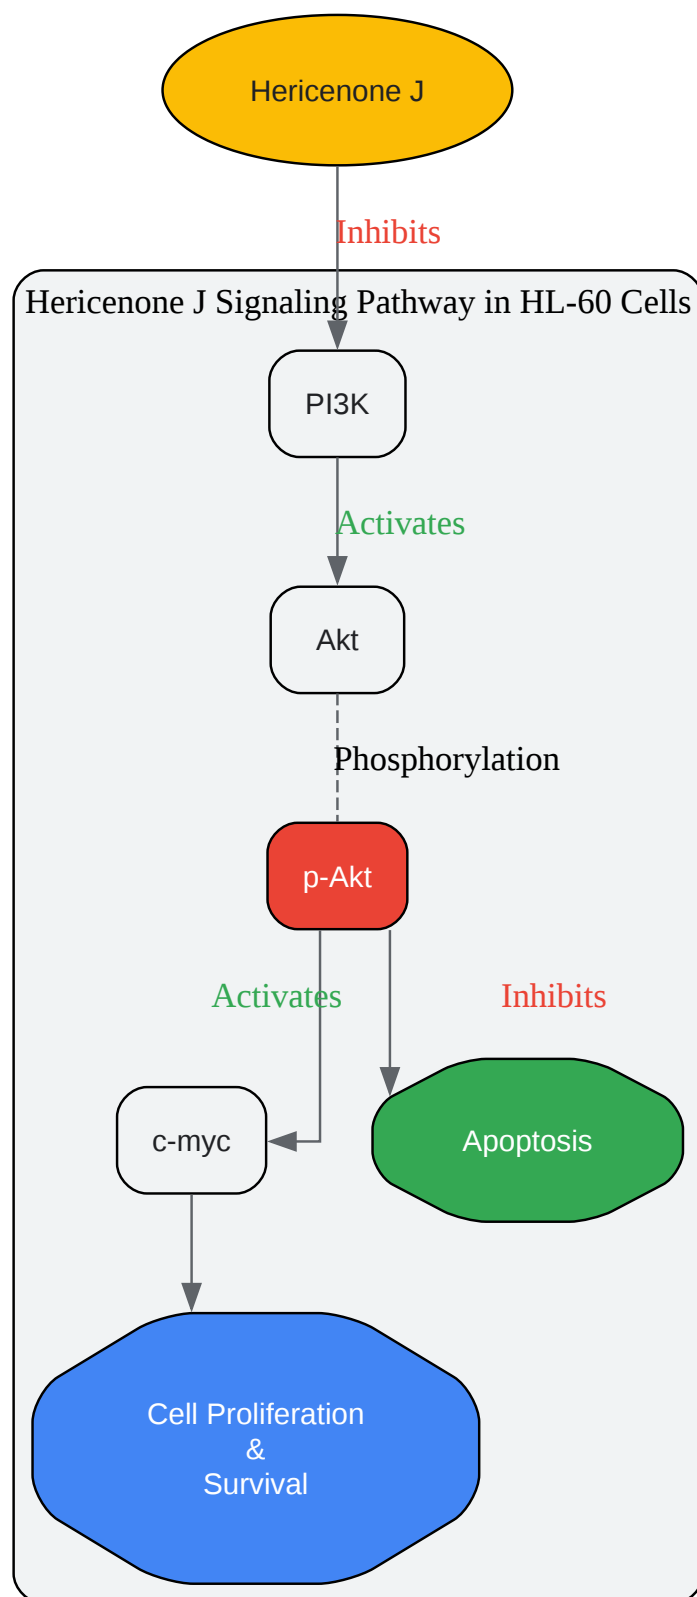 Hericenone J
Inhibits
Hericenone J Signaling Pathway in HL-60 Cells
PI3K
Activates
Akt
Phosphorylation
p-Akt
Activates
Inhibits
c-myc
Apoptosis
Cell Proliferation
&
Survival